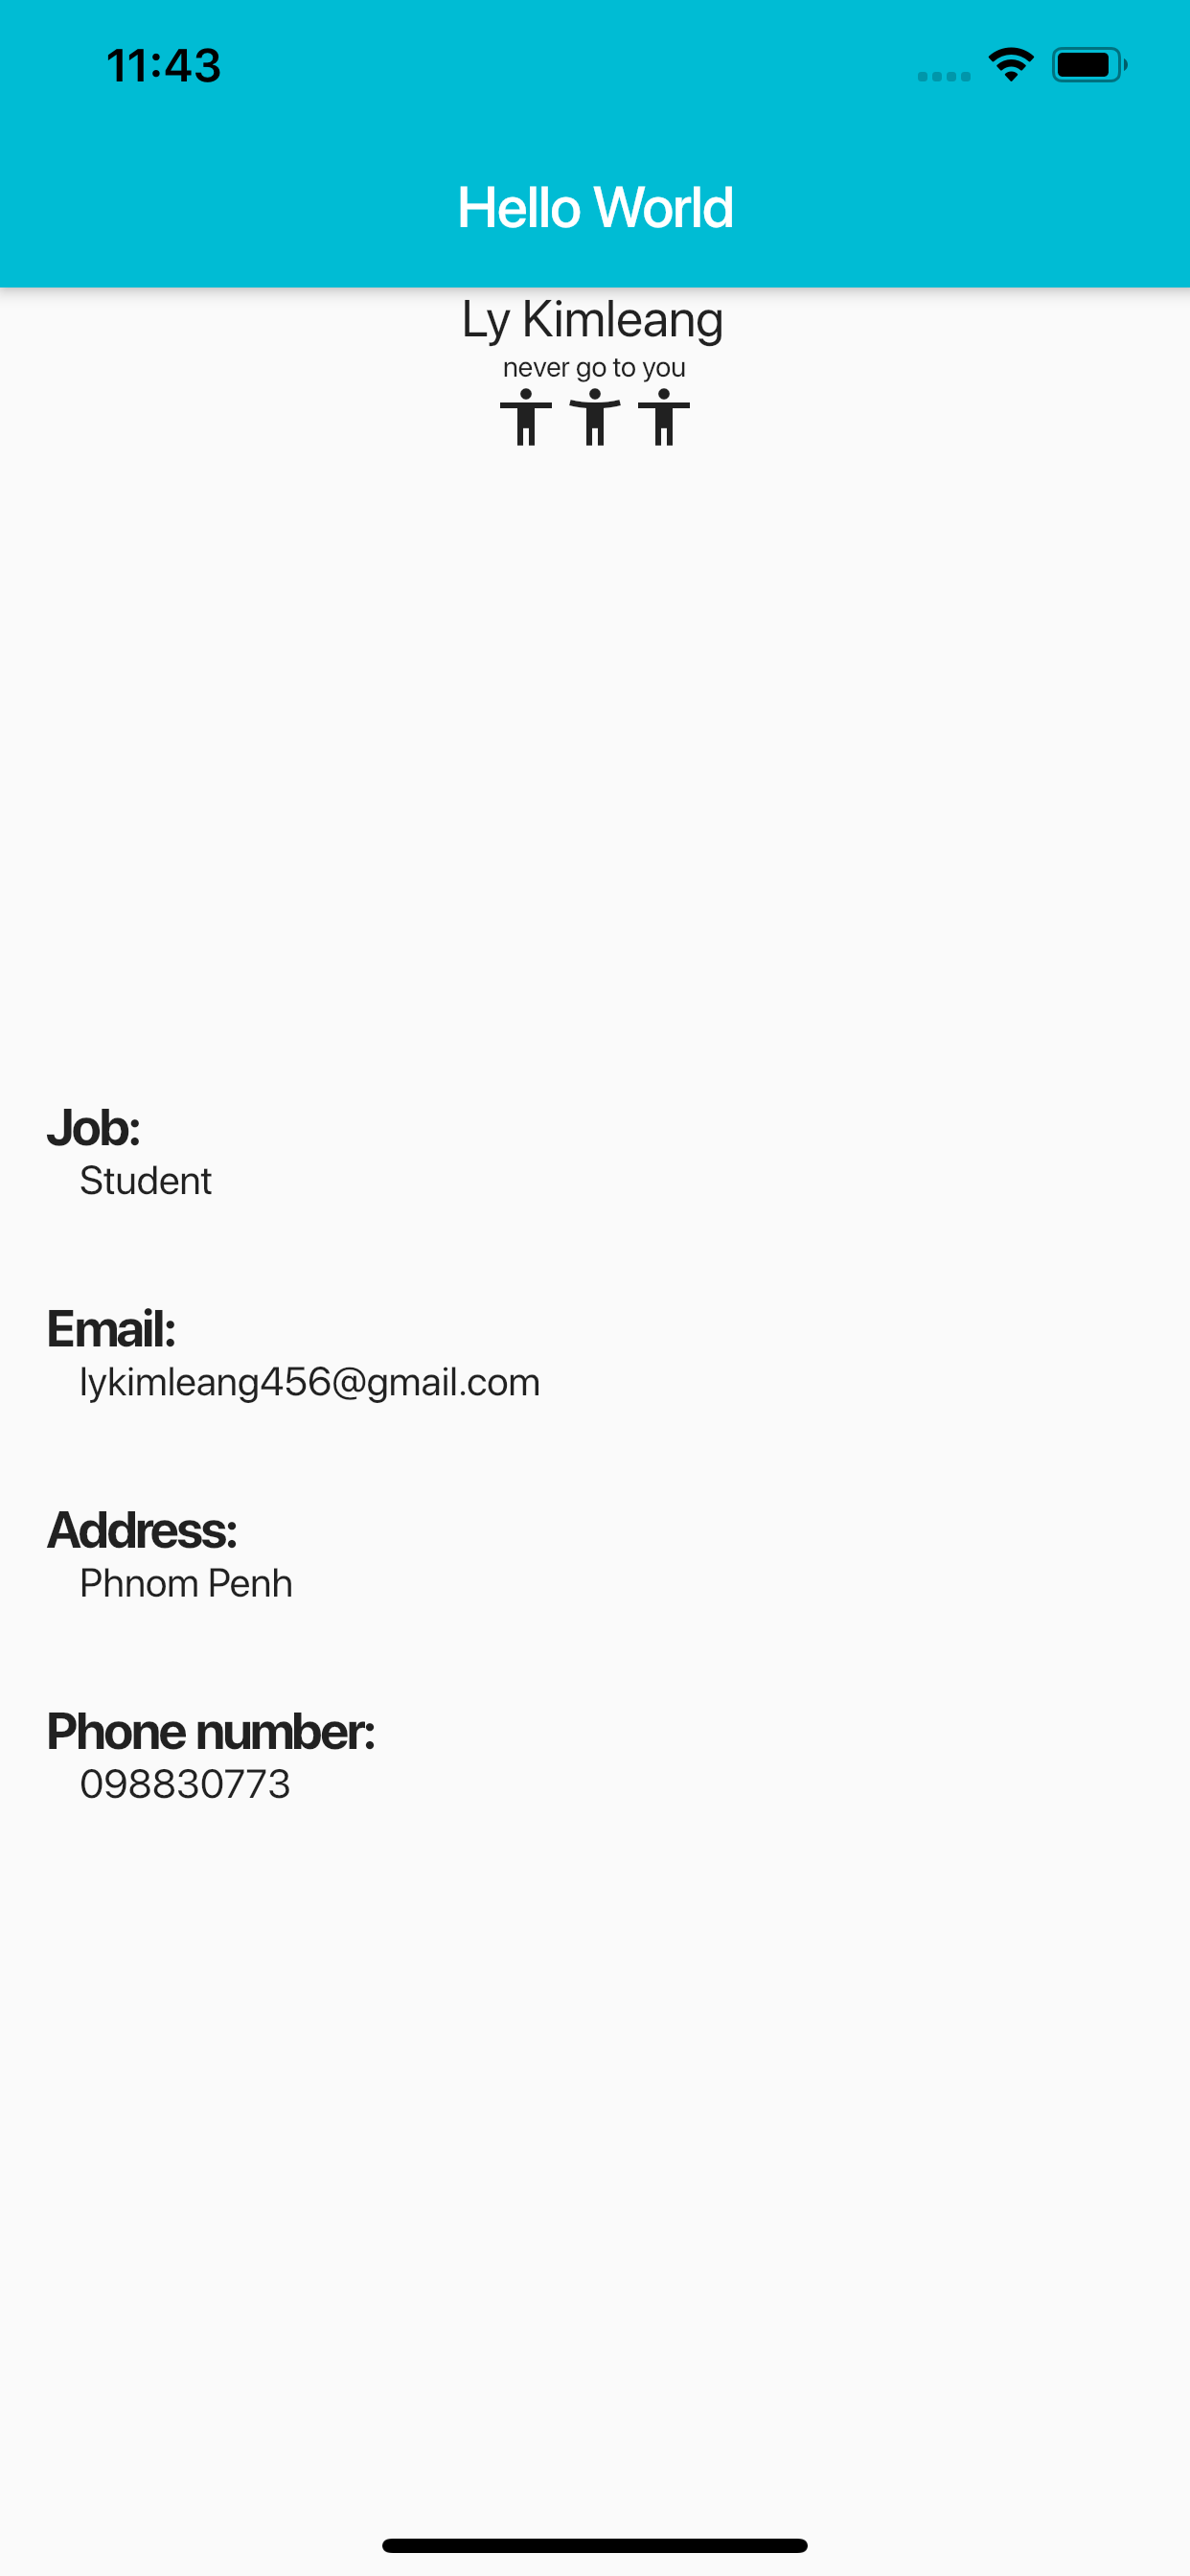 11:43
Hello World
Ly Kimleang
never go to you
Job:
Student
Email:
lykimleang456@gmail.com
Address:
Phnom Penh
Phone number:
098830773